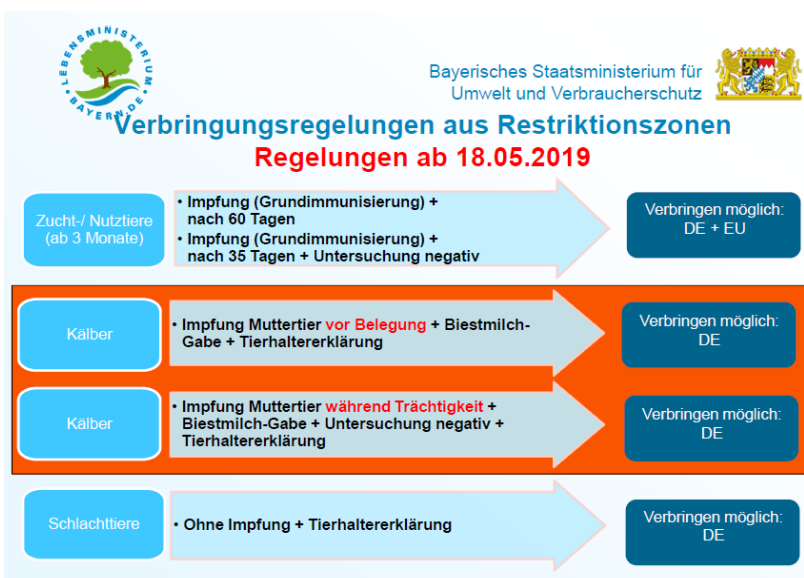 LEBENSMINISTERIUM
BAYERN.DE
Bayerisches Staatsministerium für
Umwelt und Verbraucherschutz
Verbringungsregelungen aus Restriktionszonen
Regelungen ab 18.05.2019
Zucht-/ Nutztiere
(ab 3 Monate)
• Impfung (Grundimmunisierung) +
nach 60 Tagen
• Impfung (Grundimmunisierung) +
nach 35 Tagen + Untersuchung negativ
Verbringen möglich:
DE + EU
Kälber
• Impfung Muttertier vor Belegung + Biestmilch-
Gabe + Tierhaltererklärung
Verbringen möglich:
DE
Kälber
• Impfung Muttertier während Trächtigkeit +
Biestmilch-Gabe + Untersuchung negativ +
Tierhaltererklärung
Verbringen möglich:
DE
Schlachttiere
• Ohne Impfung + Tierhaltererklärung
Verbringen möglich:
DE